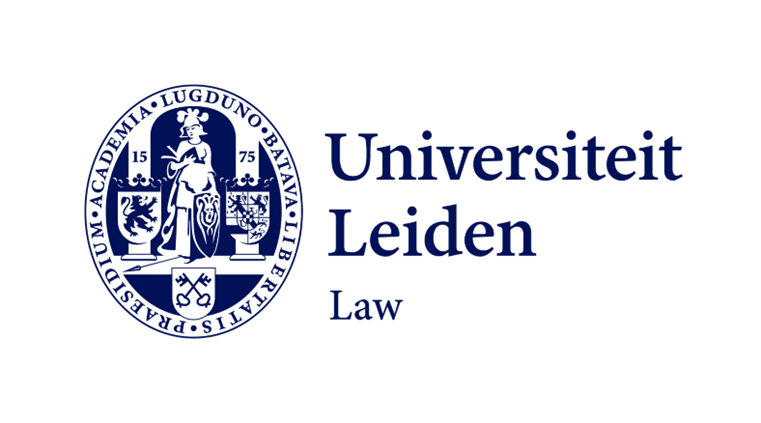 ACADEMIA • LUGDUNO • BATAVA • LIBERTATIS • PRAESIDIUM •
15 75
Universiteit
Leiden
Law